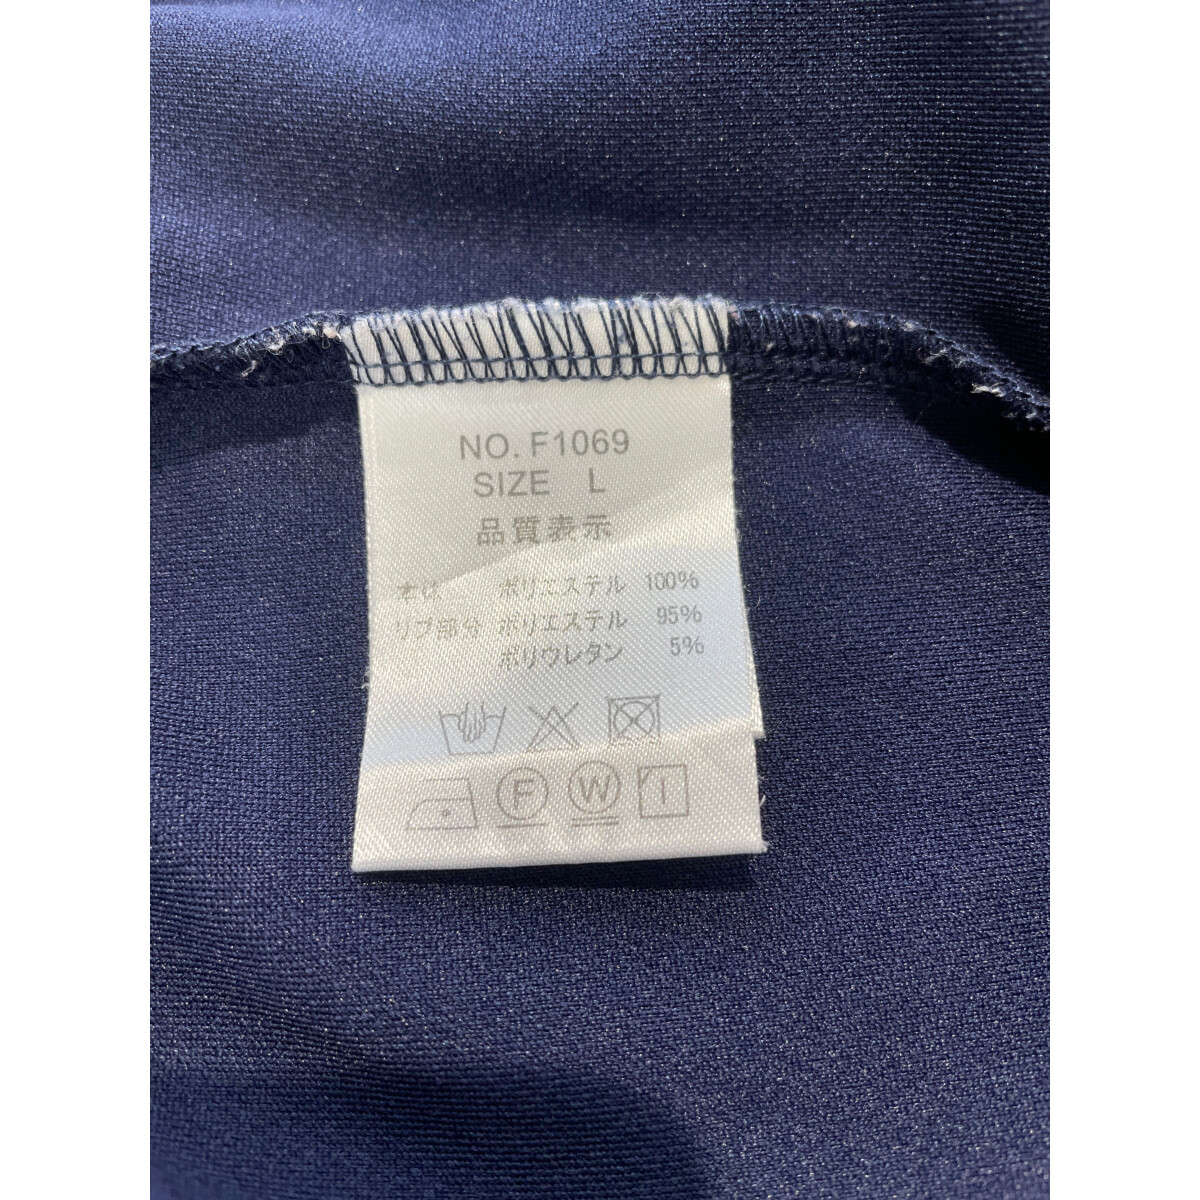 NO. F1069
SIZE L
品質表示
本体 ポリエステル 100%
リブ部分 ポリエステル 95%
ポリウレタン 5%
F W